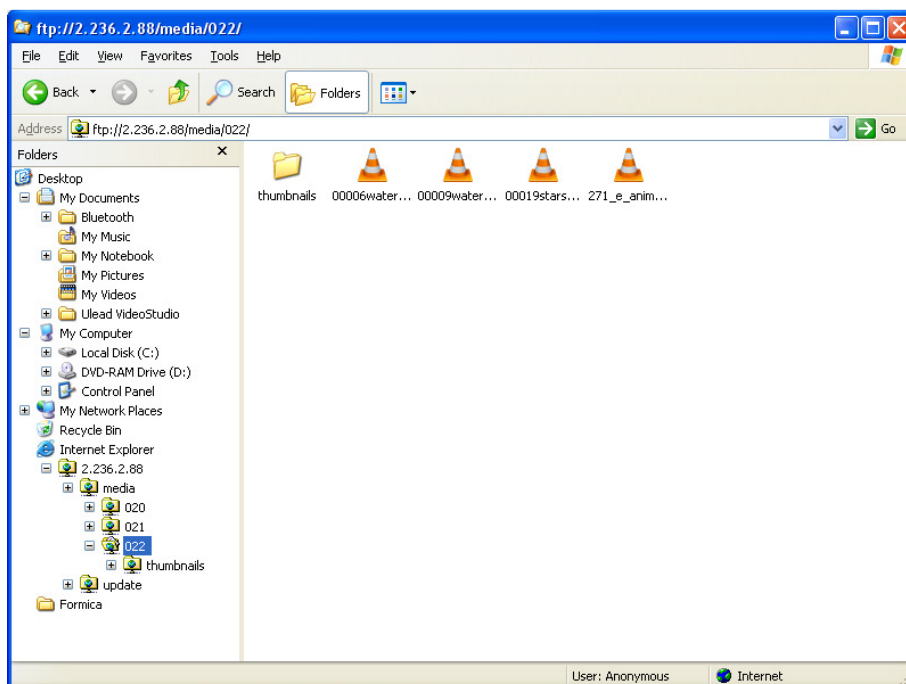 ftp://2.236.2.88/media/022/
File Edit View Favorites Tools Help
Back Search Folders
Address ftp://2.236.2.88/media/022/ Go
Folders
Desktop
My Documents
Bluetooth
My Music
My Notebook
My Pictures
My Videos
Ulead VideoStudio
My Computer
Local Disk (C:)
DVD-RAM Drive (D:)
Control Panel
My Network Places
Recycle Bin
Internet Explorer
2.236.2.88
media
020
021
022
thumbnails
update
Formica
thumbnails 00006water... 00009water... 00019stars... 271_e_anim...
User: Anonymous Internet